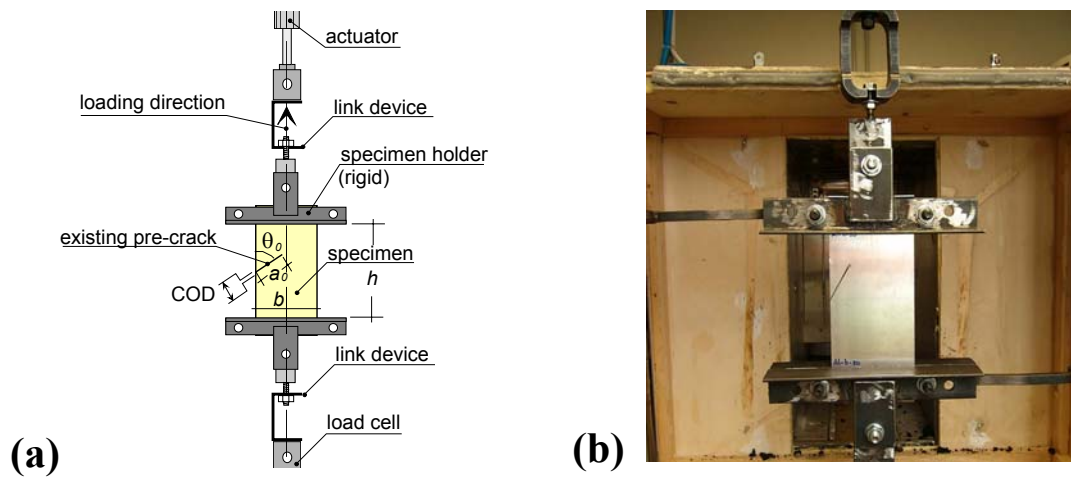 actuator
loading direction
link device
specimen holder
(rigid)
existing pre-crack
θ0
specimen
a0
h
COD
b
link device
load cell
(a)
(b)